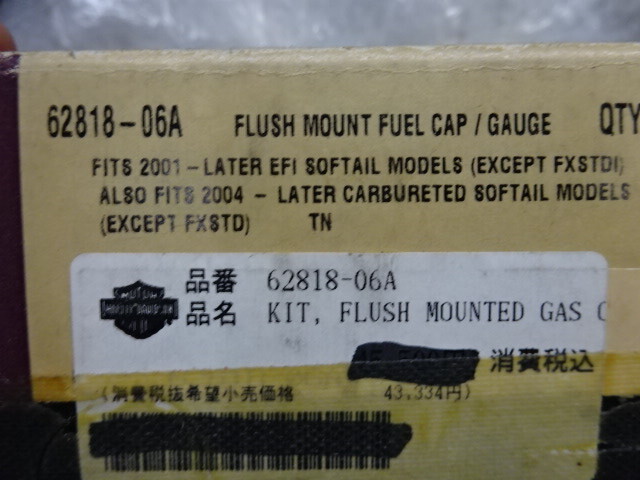 62818-06A FLUSH MOUNT FUEL CAP / GAUGE QTY
FITS 2001 - LATER EFI SOFTAIL MODELS (EXCEPT FXSTDI)
ALSO FITS 2004 - LATER CARBURETED SOFTAIL MODELS
(EXCEPT FXSTD) TN
品番 62818-06A
品名 KIT, FLUSH MOUNTED GAS
消費税込
(消費税抜希望小売価格 43,334円)
62818-06A